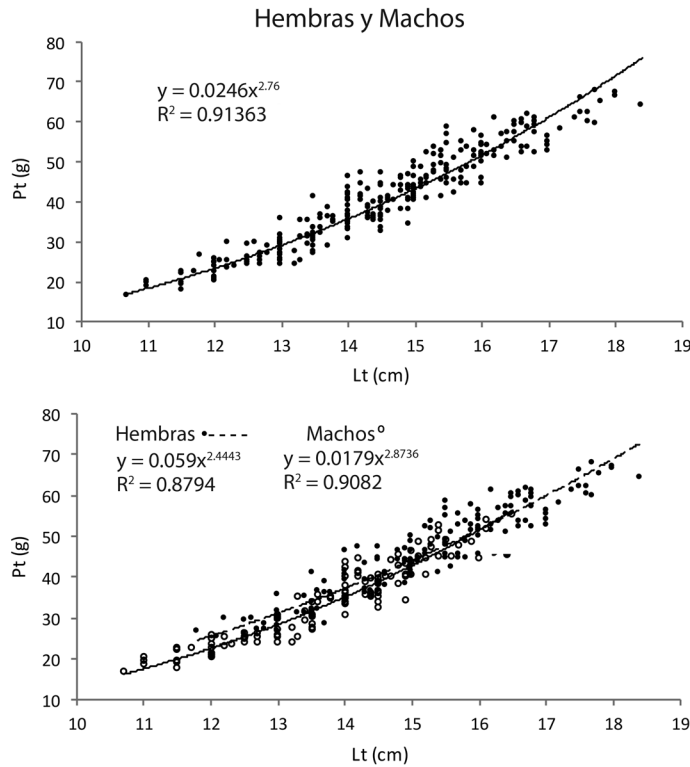 Hembras y Machos
80
70
60
50
40
30
20
10
Pt (g)
y = 0.0246x^2.76
R² = 0.91363
10 11 12 13 14 15 16 17 18 19
Lt (cm)
80
70
60
50
40
30
20
10
Pt (g)
Hembras Machos
y = 0.059x^2.4443 y = 0.0179x^2.8736
R² = 0.8794 R² = 0.9082
10 11 12 13 14 15 16 17 18 19
Lt (cm)